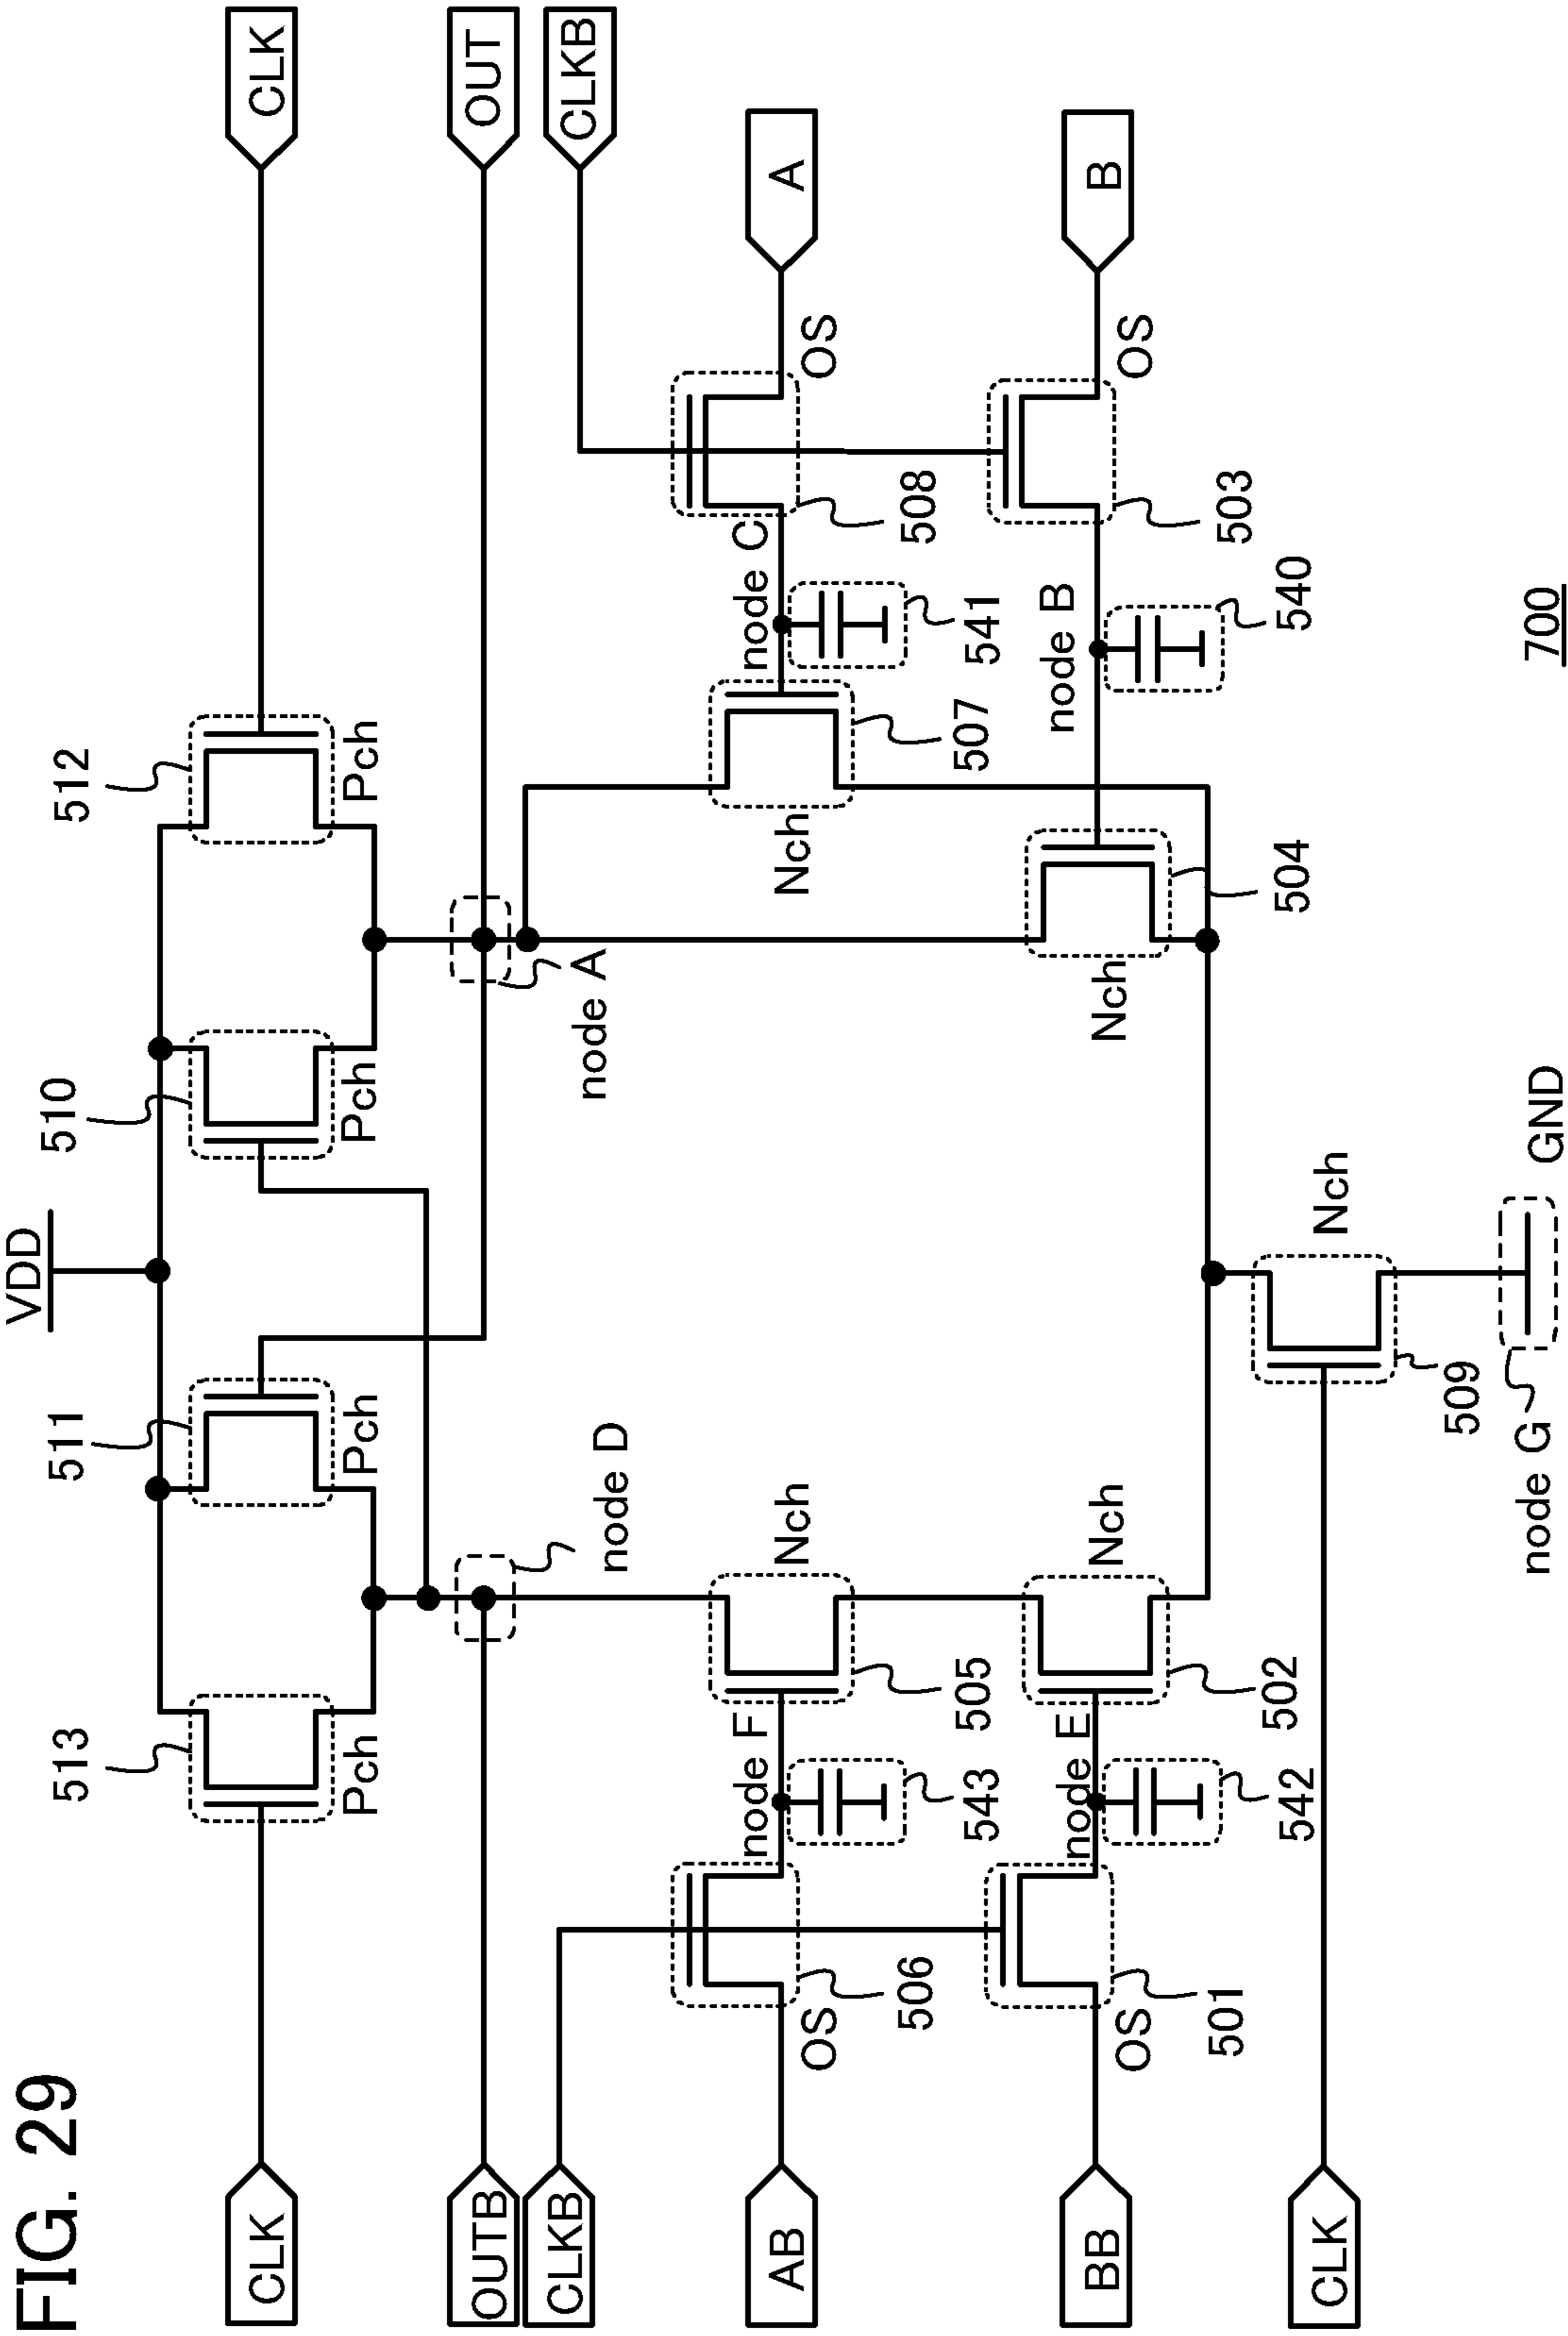 FIG. 29
VDD
513
511
510
512
CLK
Pch
Pch
Pch
Pch
CLK
OUTB
node D
node A
OUT
CLKB
CLKB
AB
OS
506
node F
543
505
Nch
Nch
507
node C
541
508
OS
A
BB
OS
501
node E
542
502
Nch
Nch
504
node B
540
503
OS
B
CLK
509
Nch
node G
GND
700